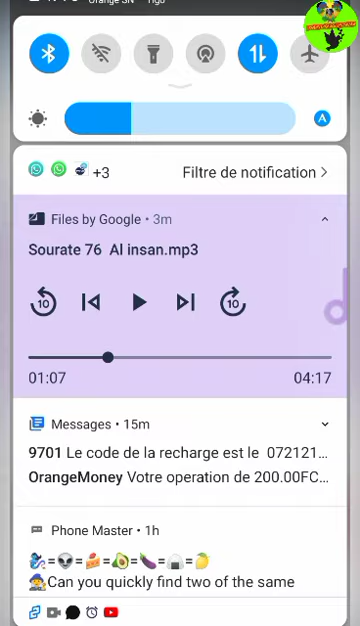 Orange SN
Tigo
A
+3
Filtre de notification >
Files by Google • 3m
Sourate 76 Al insan.mp3
10
10
01:07
04:17
Messages • 15m
9701 Le code de la recharge est le 072121...
OrangeMoney Votre operation de 200.00FC...
Phone Master • 1h
= = = = = =
Can you quickly find two of the same